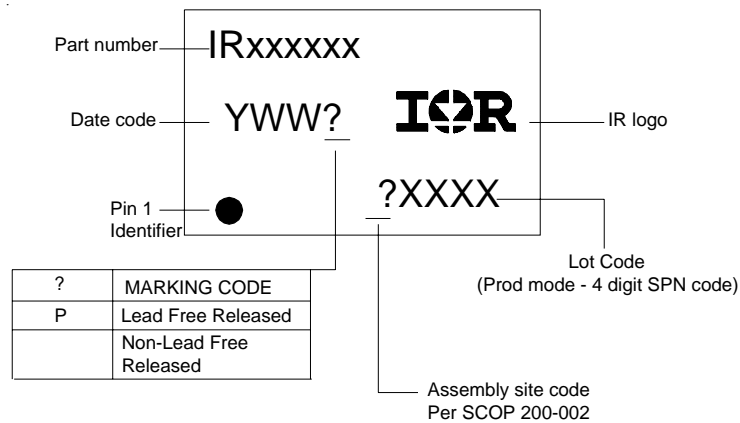 Part number
IRxxxxxx
Date code
YWW?
IOR
IR logo
?XXXX
Pin 1
Identifier
Lot Code
(Prod mode - 4 digit SPN code)
? MARKING CODE
P Lead Free Released
Non-Lead Free
Released
Assembly site code
Per SCOP 200-002